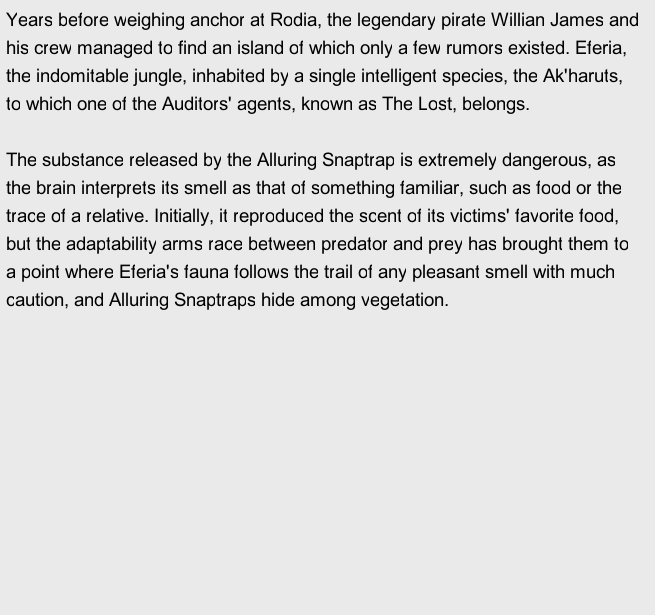 Years before weighing anchor at Rodia, the legendary pirate Willian James and
his crew managed to find an island of which only a few rumors existed. Eferia,
the indomitable jungle, inhabited by a single intelligent species, the Ak'haruts,
to which one of the Auditors' agents, known as The Lost, belongs.

The substance released by the Alluring Snaptrap is extremely dangerous, as
the brain interprets its smell as that of something familiar, such as food or the
trace of a relative. Initially, it reproduced the scent of its victims' favorite food,
but the adaptability arms race between predator and prey has brought them to
a point where Eferia's fauna follows the trail of any pleasant smell with much
caution, and Alluring Snaptraps hide among vegetation.